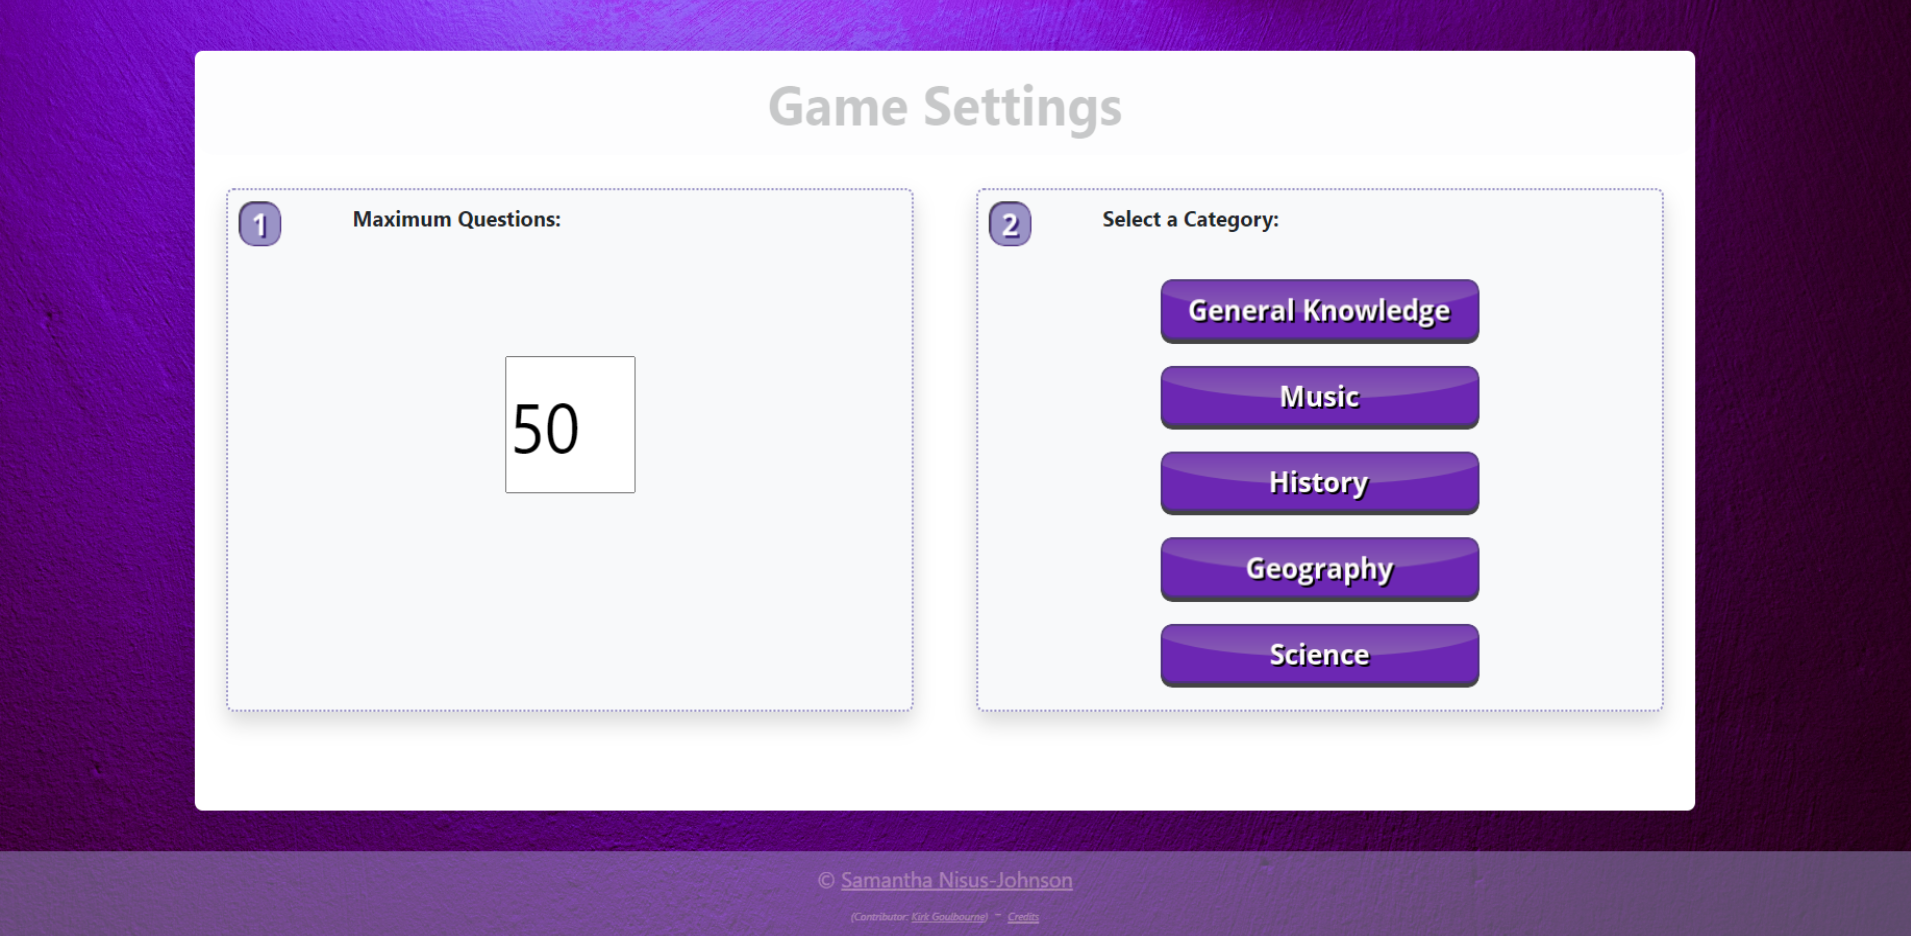 Game Settings
1
Maximum Questions:
50
2
Select a Category:
General Knowledge
Music
History
Geography
Science
© Samantha Nisus-Johnson
(Contributor: Kirk Goulbourne) ~ Credits